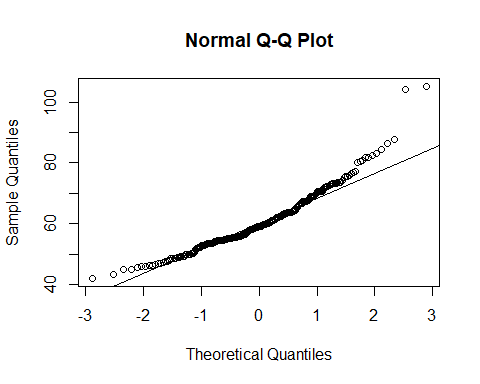 Normal Q-Q Plot
Sample Quantiles
100
80
60
40
-3 -2 -1 0 1 2 3
Theoretical Quantiles